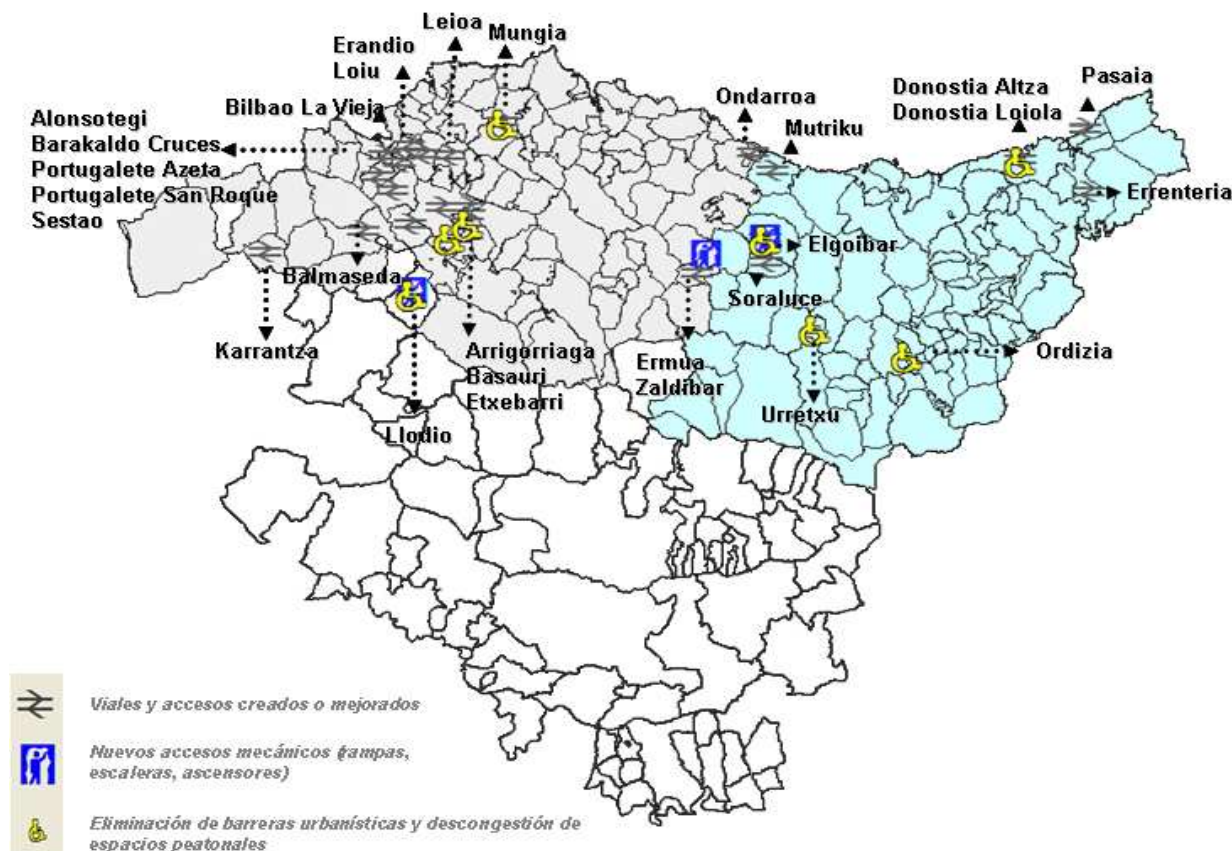 Leioa
Mungia
Erandio
Loiu
Bilbao La Vieja
Alonsotegi
Barakaldo Cruces
Portugalete Azeta
Portugalete San Roque
Sestao
Ondarroa
Mutriku
Donostia Altza
Donostia Loiola
Pasaia
Errenteria
Elgoibar
Balmaseda
Soraluce
Karrantza
Arrigorriaga
Basauri
Etxebarri
Ermua
Zaldibar
Ordizia
Urretxu
Llodio
Viales y accesos creados o mejorados
Nuevos accesos mecánicos (rampas,
escaleras, ascensores)
Eliminación de barreras urbanísticas y descongestión de
espacios peatonales